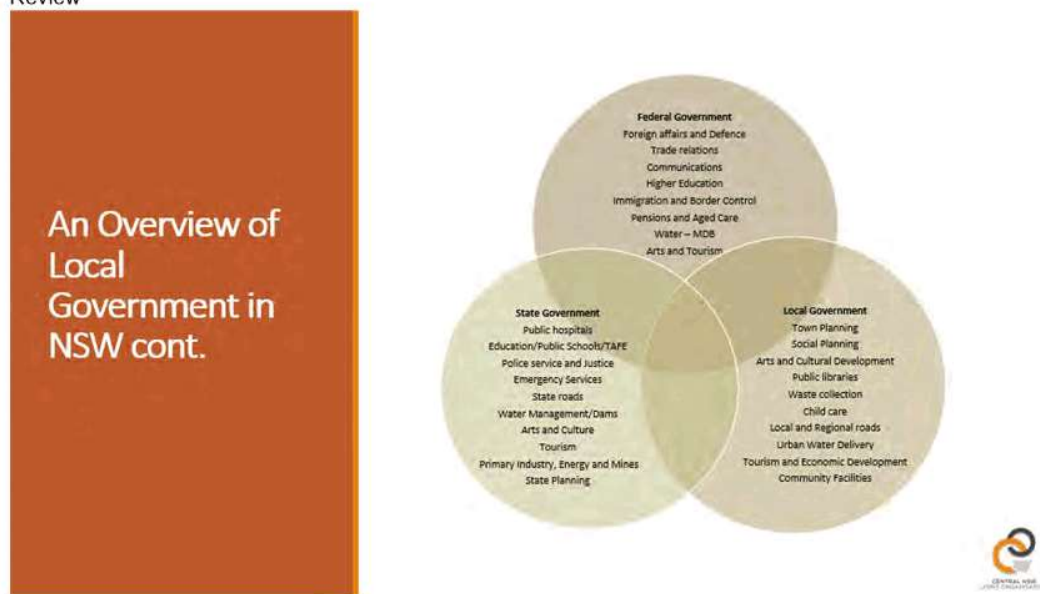 Review
An Overview of
Local
Government in
NSW cont.
Federal Government
Foreign affairs and Defence
Trade relations
Communications
Higher Education
Immigration and Border Control
Pensions and Aged Care
Water – MDB
Arts and Tourism
State Government
Public hospitals
Education/Public Schools/TAFE
Police service and Justice
Emergency Services
State roads
Water Management/Dams
Arts and Culture
Tourism
Primary Industry, Energy and Mines
State Planning
Local Government
Town Planning
Social Planning
Arts and Cultural Development
Public libraries
Waste collection
Child care
Local and Regional roads
Urban Water Delivery
Tourism and Economic Development
Community Facilities
CENTRAL NSW